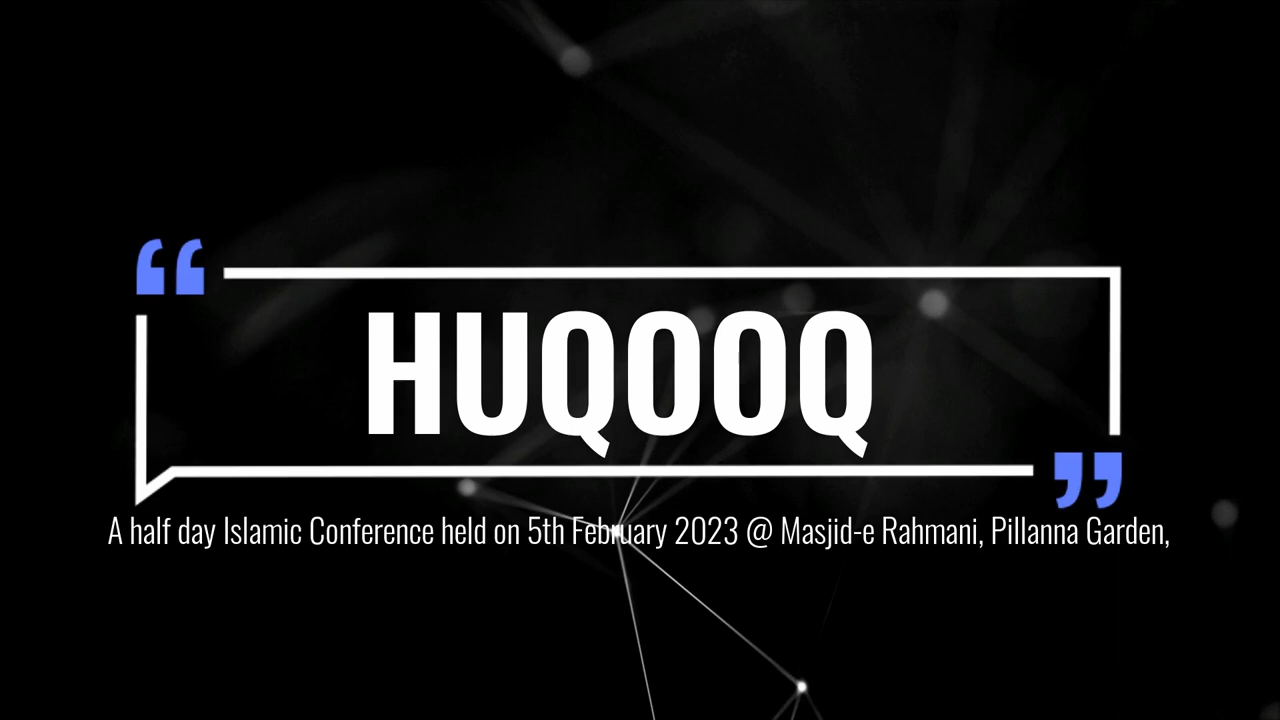 “ HUQOOQ ”
A half day Islamic Conference held on 5th February 2023 @ Masjid-e Rahmani, Pillanna Garden,